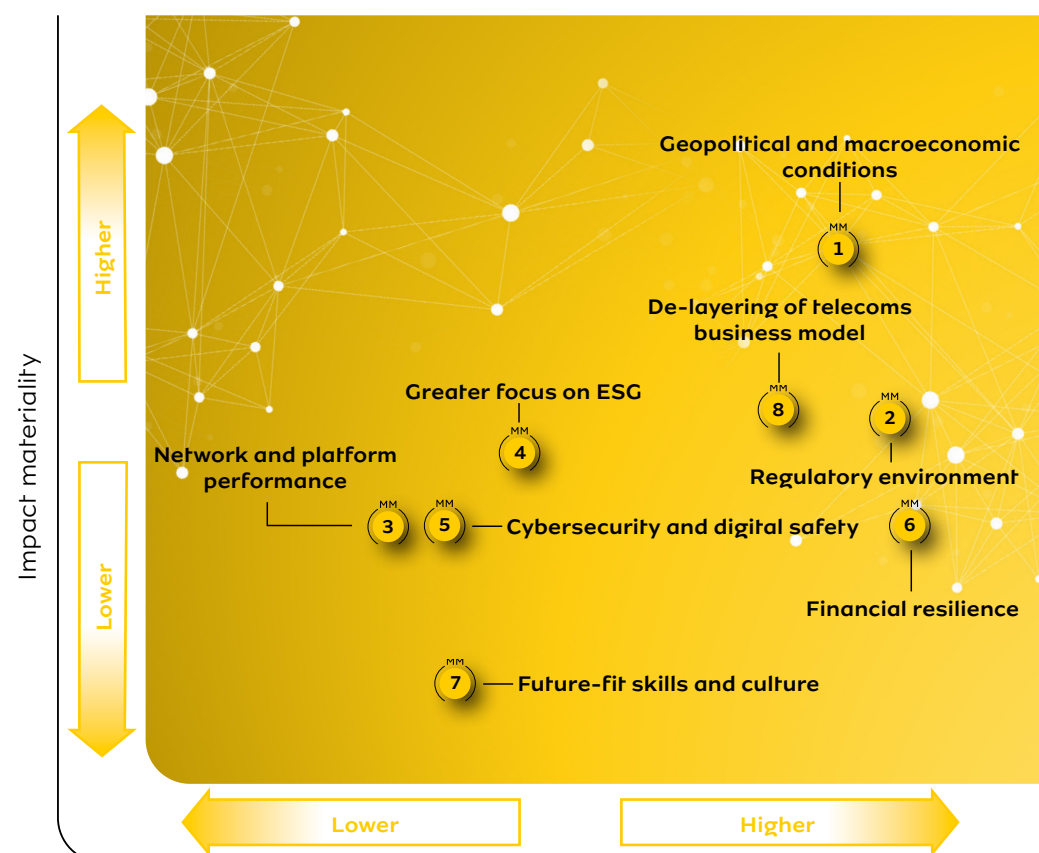 Impact materiality
Higher
Lower
Geopolitical and macroeconomic
conditions
MM
1
De-layering of telecoms
business model
MM
8
MM
2
Regulatory environment
Greater focus on ESG
MM
4
Network and platform
performance
MM
3
MM
5
Cybersecurity and digital safety
MM
6
Financial resilience
MM
7
Future-fit skills and culture
Lower
Higher